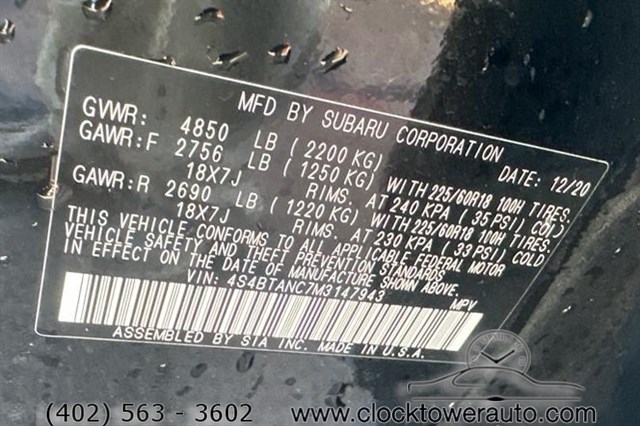 MFD BY SUBARU CORPORATION DATE: 12/20
GVWR: 4850 LB (2200 KG)
GAWR:F 2756 LB (1250 KG) WITH 225/60R18 100H TIRES.
18X7J RIMS. AT 240 KPA (35 PSI) COLD
GAWR:R 2690 LB (1220 KG) WITH 225/60R18 100H TIRES.
18X7J RIMS. AT 230 KPA (33 PSI) COLD
THIS VEHICLE CONFORMS TO ALL APPLICABLE FEDERAL MOTOR
VEHICLE SAFETY AND THEFT PREVENTION STANDARDS
IN EFFECT ON THE DATE OF MANUFACTURE SHOWN ABOVE.
VIN: 4S4BTANC7M3147943 MPV
ASSEMBLED BY SIA INC. MADE IN U.S.A.
(402) 563 - 3602 www.clocktowerauto.com